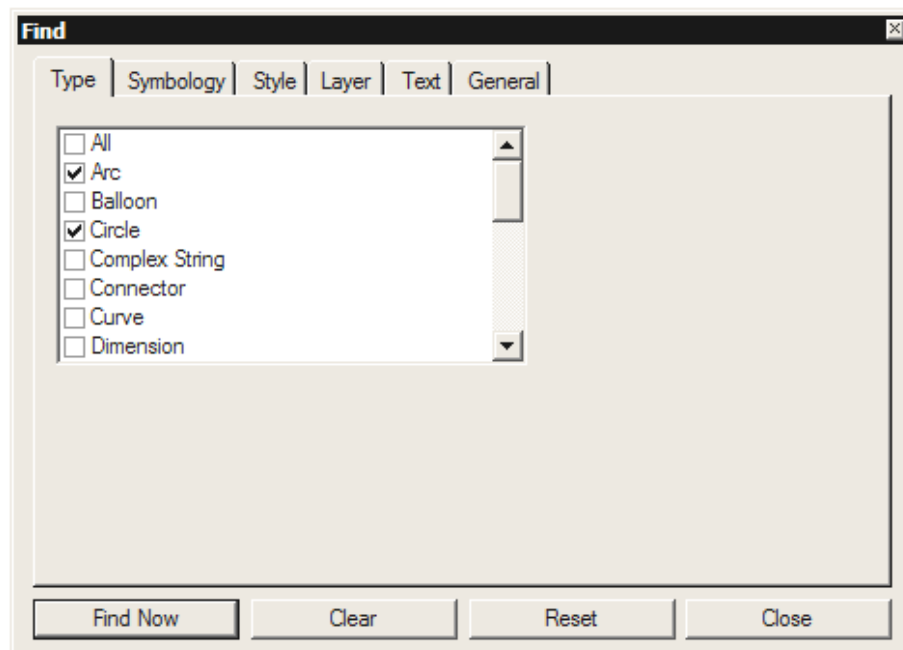 Find
Type Symbology Style Layer Text General
All
Arc
Balloon
Circle
Complex String
Connector
Curve
Dimension
Find Now Clear Reset Close